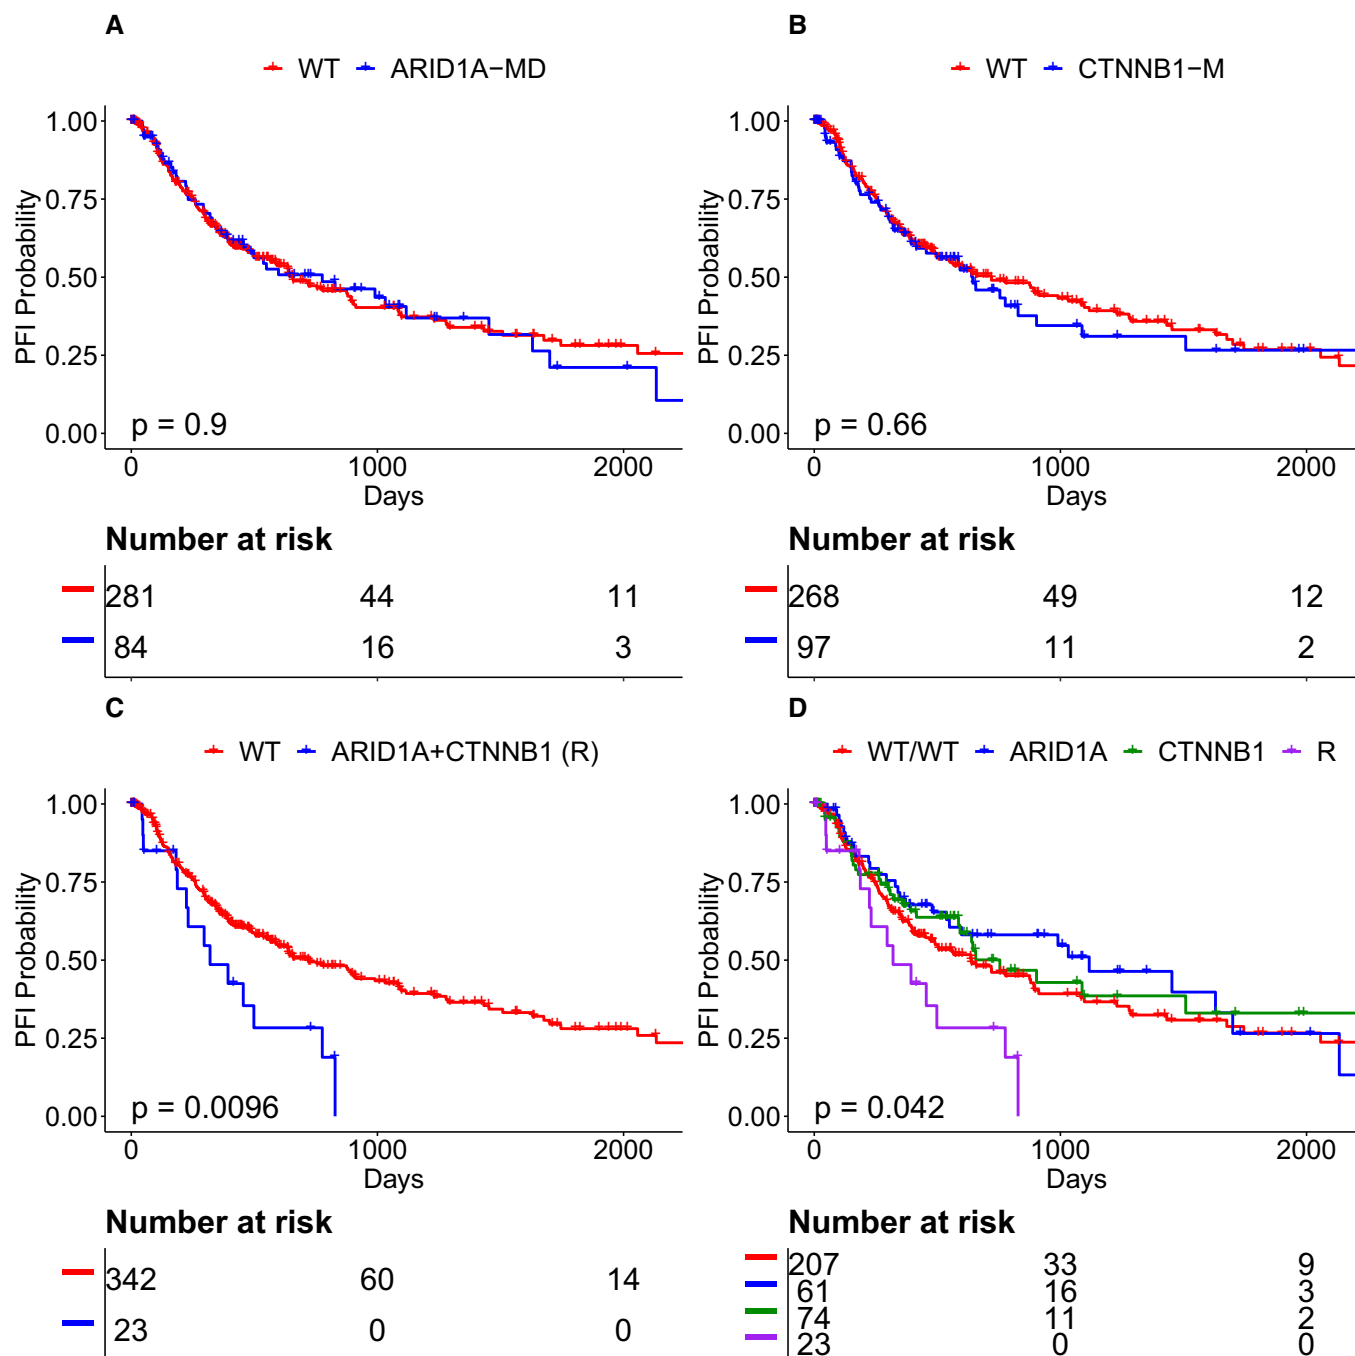 A
WT ARID1A−MD
PFI Probability
1.00
0.75
0.50
0.25
0.00
p = 0.9
0 1000 2000
Days
Number at risk
281 44 11
84 16 3
B
WT CTNNB1−M
PFI Probability
1.00
0.75
0.50
0.25
0.00
p = 0.66
0 1000 2000
Days
Number at risk
268 49 12
97 11 2
C
WT ARID1A+CTNNB1 (R)
PFI Probability
1.00
0.75
0.50
0.25
0.00
p = 0.0096
0 1000 2000
Days
Number at risk
342 60 14
23 0 0
D
WT/WT ARID1A CTNNB1 R
PFI Probability
1.00
0.75
0.50
0.25
0.00
p = 0.042
0 1000 2000
Days
Number at risk
207 33 9
61 16 3
74 11 2
23 0 0